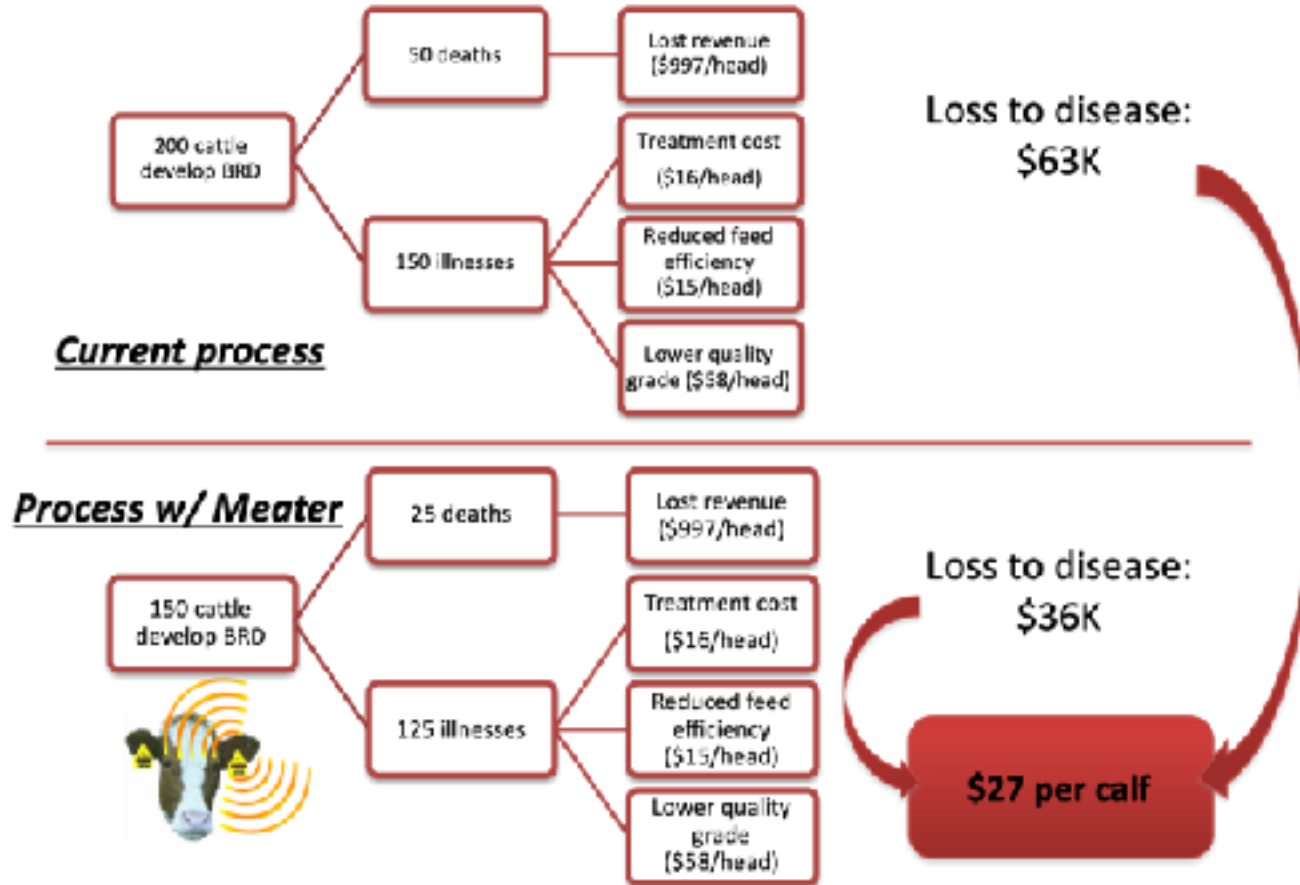 50 deaths
Lost revenue
($997/head)
200 cattle
develop BRD
Treatment cost
($16/head)
150 illnesses
Reduced feed
efficiency
($15/head)
Lower quality
grade ($58/head)
Loss to disease:
$63K
Current process
Process w/ Meater
25 deaths
Lost revenue
($997/head)
150 cattle
develop BRD
Treatment cost
($16/head)
125 illnesses
Reduced feed
efficiency
($15/head)
Lower quality
grade
($58/head)
Loss to disease:
$36K
$27 per calf